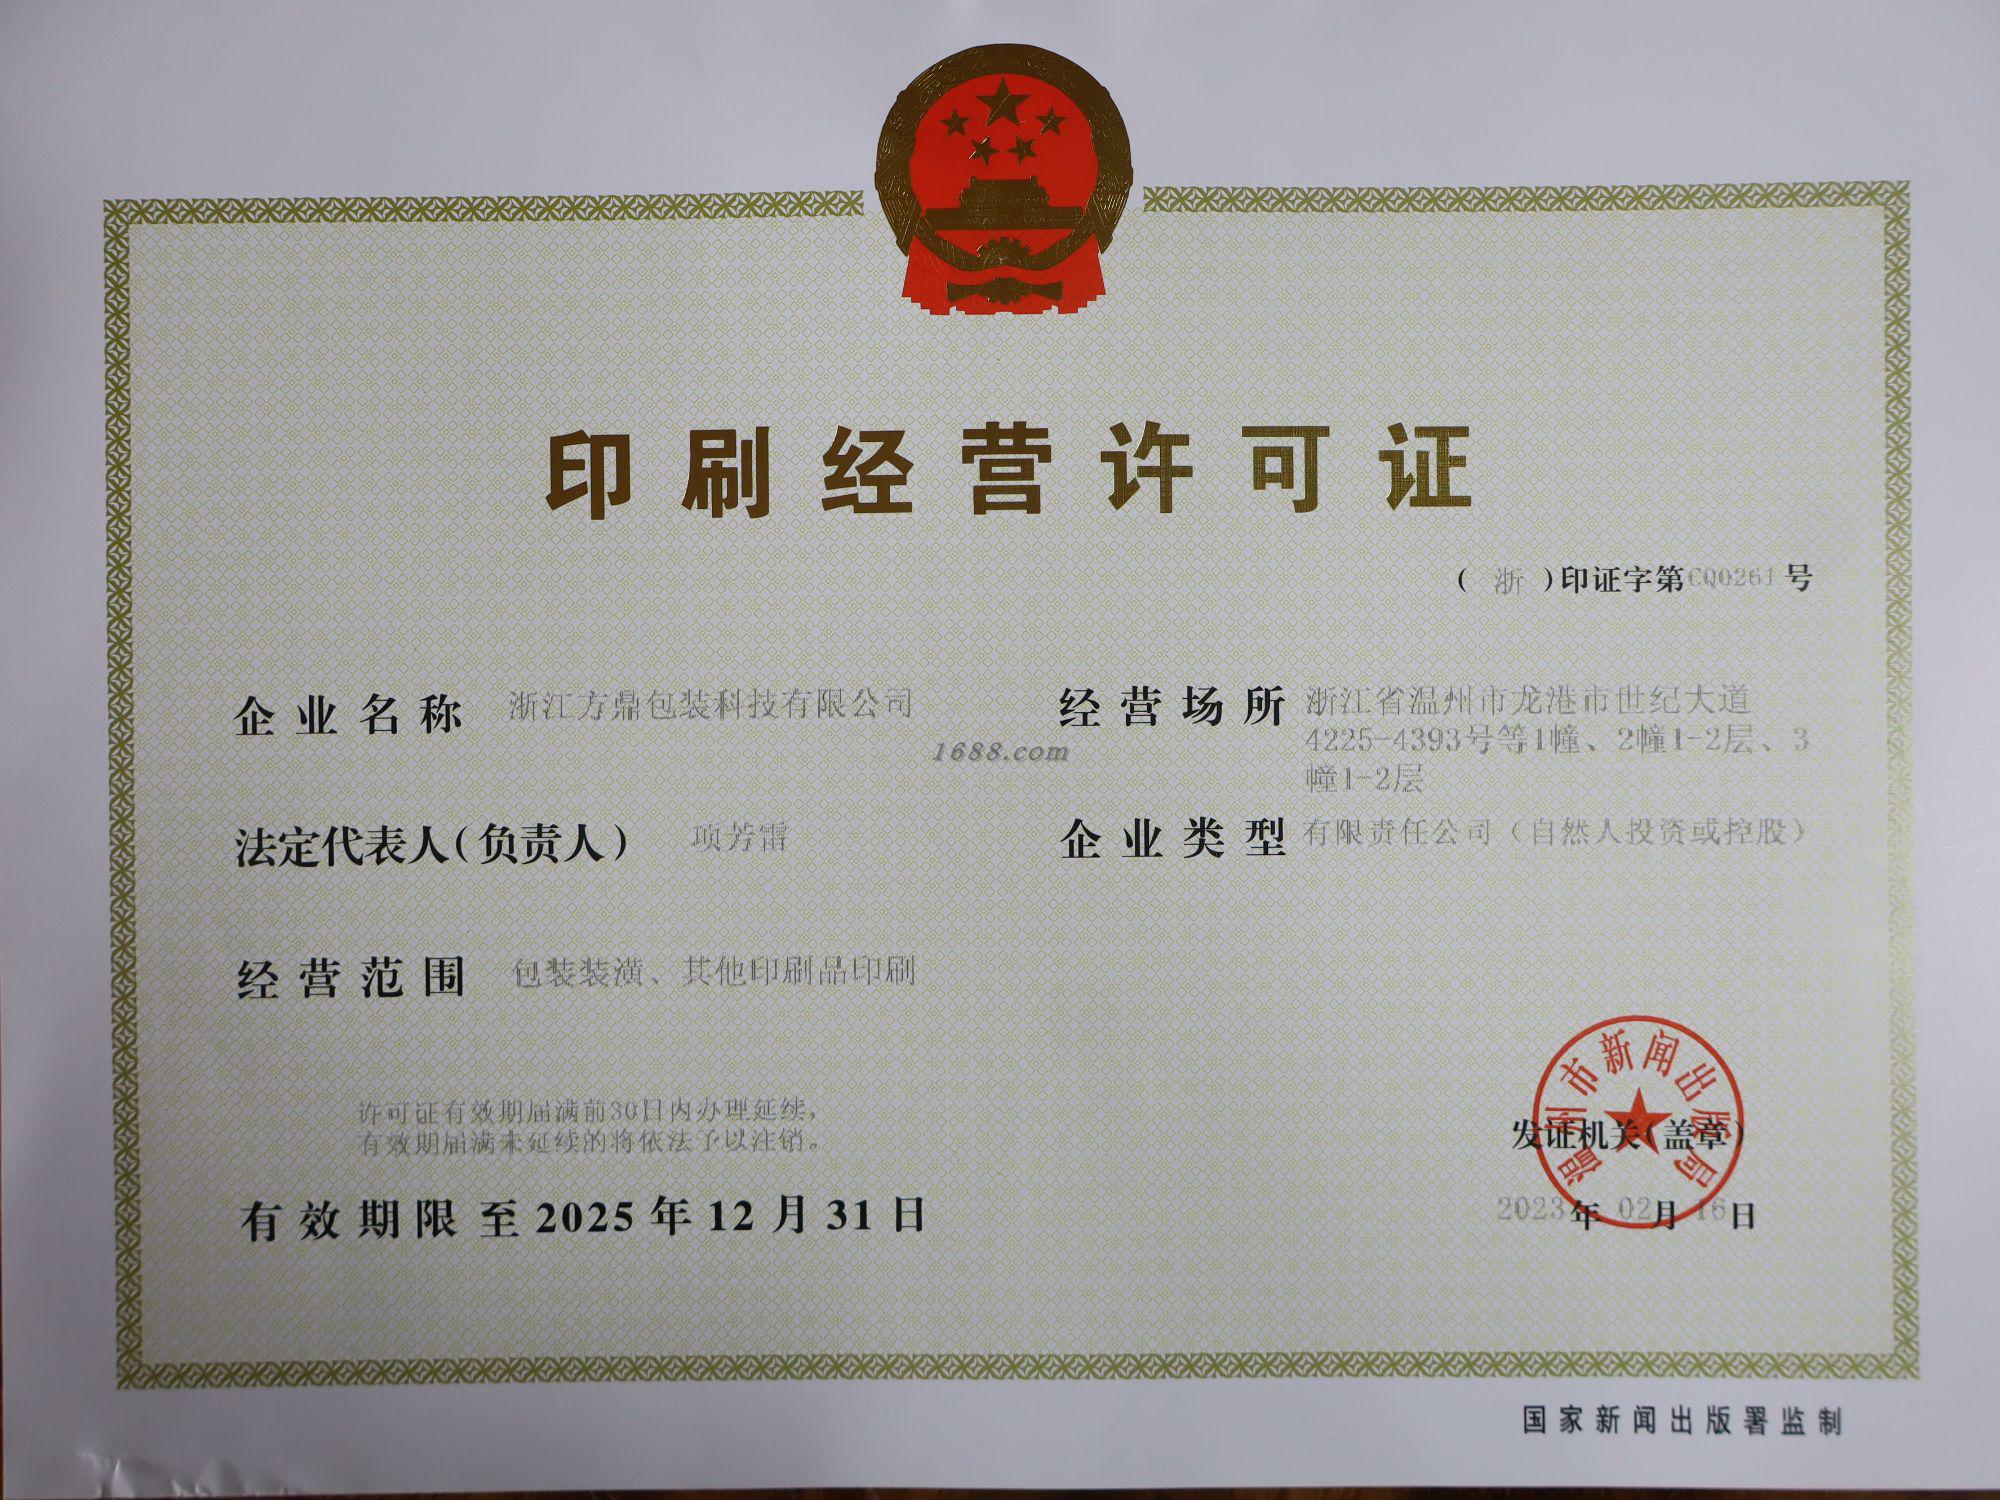 印刷经营许可证
（ 浙 ）印证字第CQ0261号
企业名称 浙江方鼎包装科技有限公司
1688.com
经营场所 浙江省温州市龙港市世纪大道
4225-4393号等1幢、2幢1-2层、3
幢1-2层
法定代表人（负责人） 项芳雷
企业类型 有限责任公司（自然人投资或控股）
经营范围 包装装潢、其他印刷品印刷
许可证有效期届满前30日内办理延续，
有效期届满未延续的将依法予以注销。
有效期限至2025年12月31日
温州市新闻出版局
发证机关（盖章）
2023年02月16日
国家新闻出版署监制